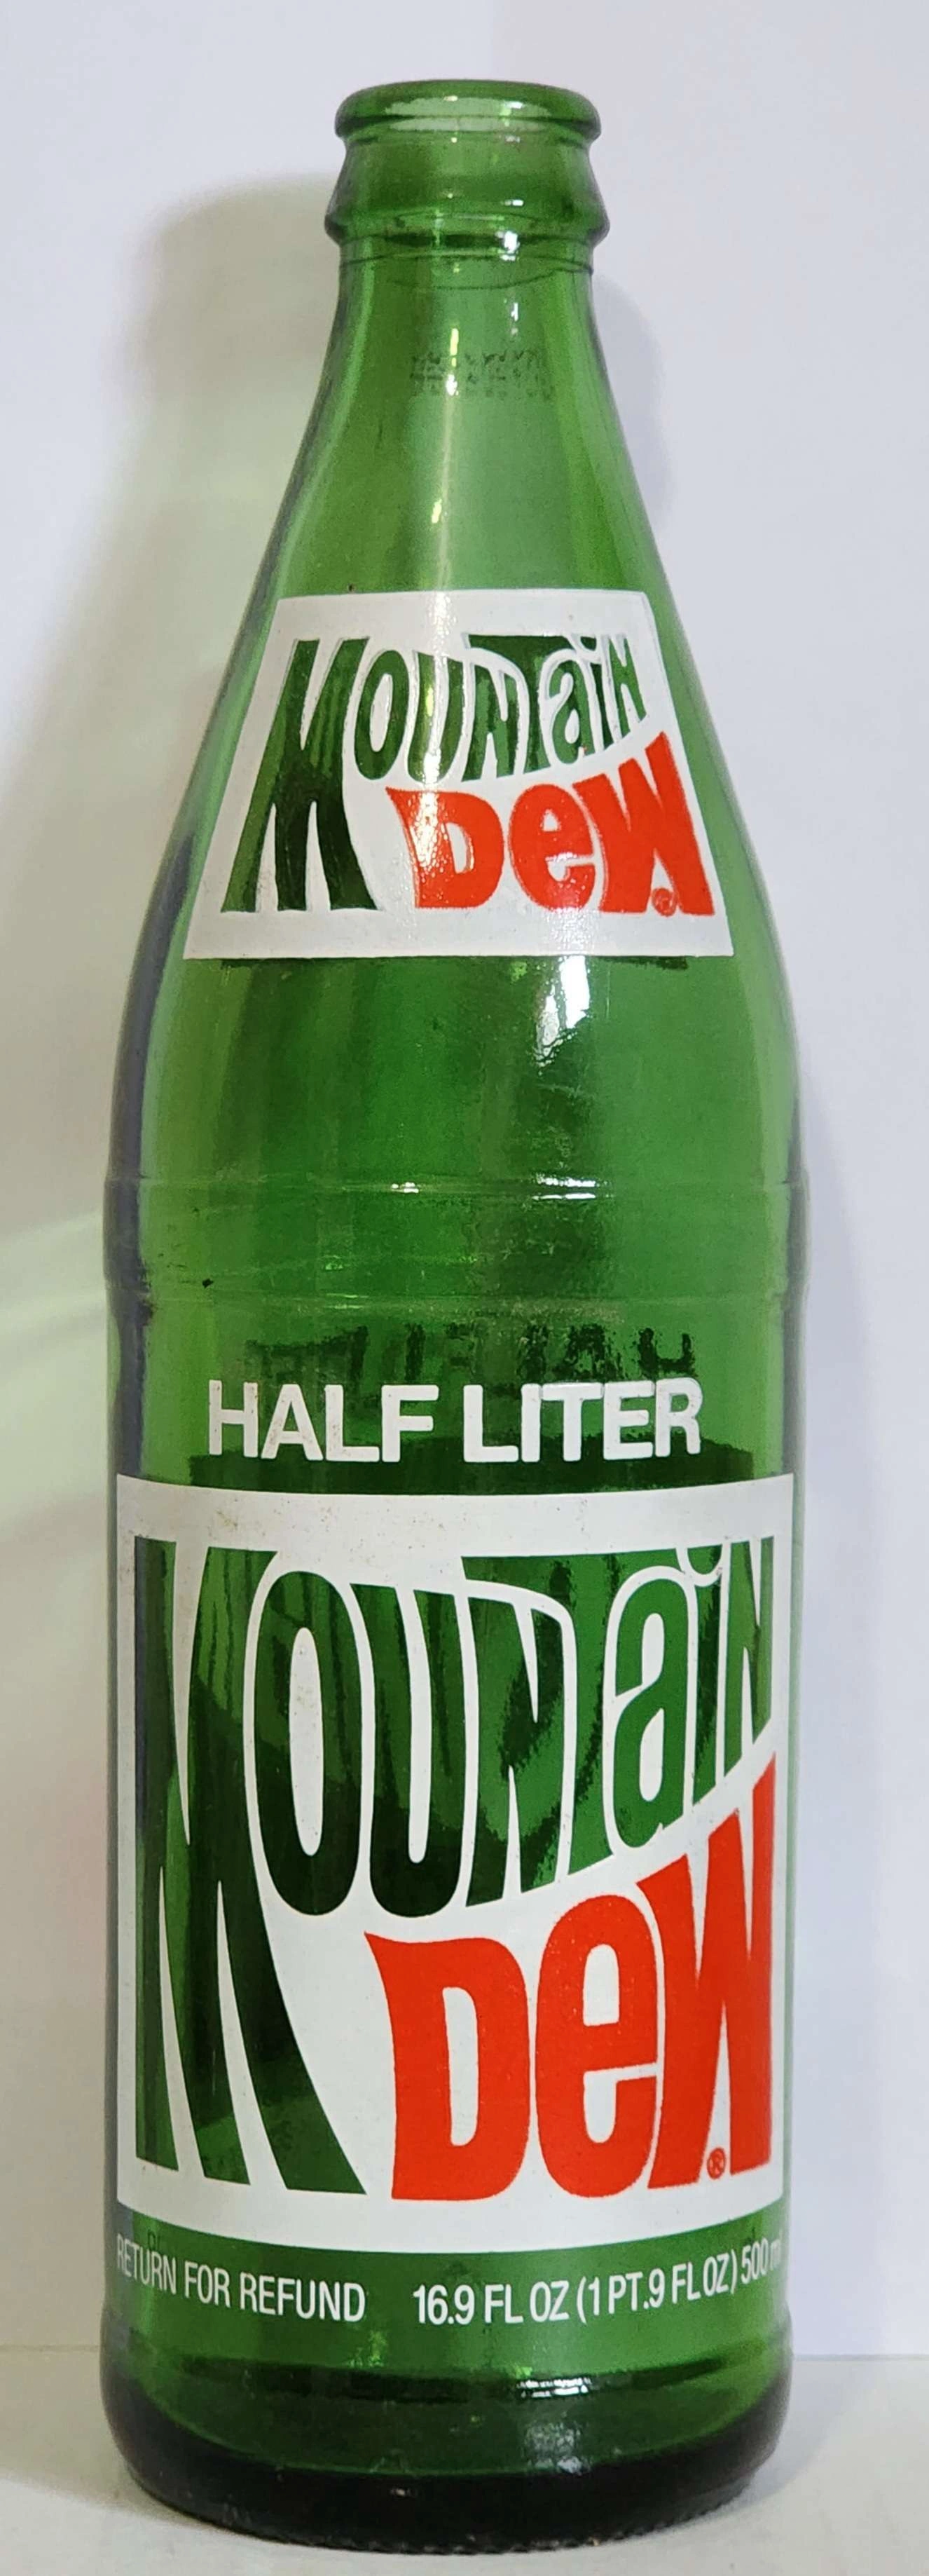 MOUNTaiN
DeW®
HALF LITER
MOUNTaiN
DeW®
RETURN FOR REFUND 16.9 FL OZ (1 PT .9 FL OZ) 500 ml